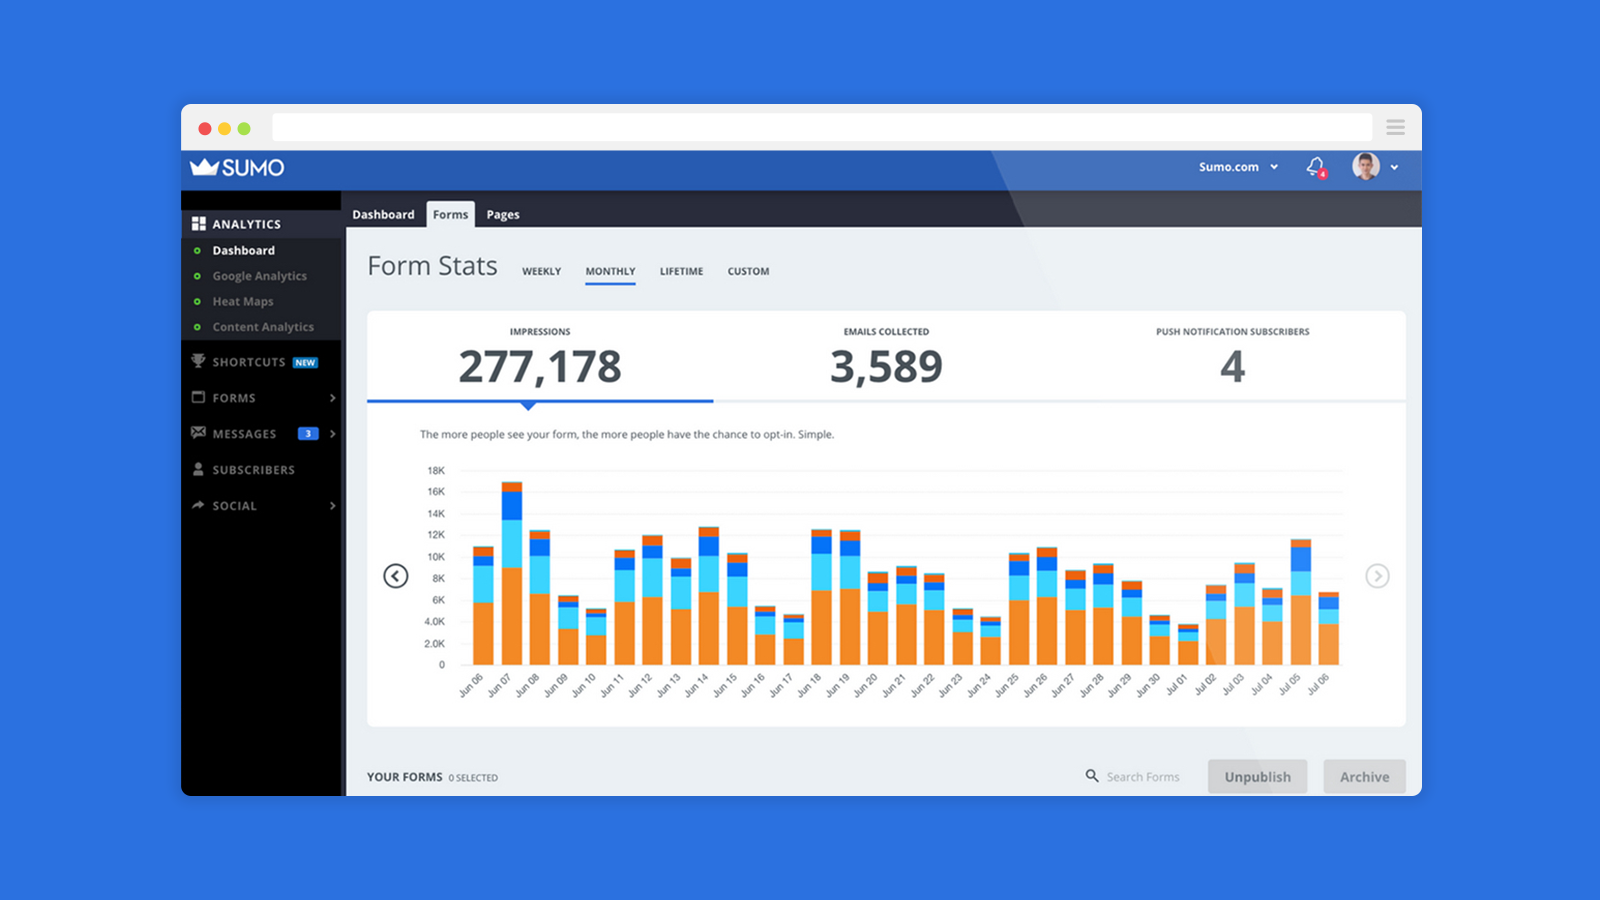 SUMO
Sumo.com
4
Dashboard Forms Pages
ANALYTICS
Dashboard
Google Analytics
Heat Maps
Content Analytics
SHORTCUTS NEW
FORMS
MESSAGES 3
SUBSCRIBERS
SOCIAL
Form Stats WEEKLY MONTHLY LIFETIME CUSTOM
IMPRESSIONS
277,178
EMAILS COLLECTED
3,589
PUSH NOTIFICATION SUBSCRIBERS
4
The more people see your form, the more people have the chance to opt-in. Simple.
18K
16K
14K
12K
10K
8K
6K
4.0K
2.0K
0
Jun 06 Jun 07 Jun 08 Jun 09 Jun 10 Jun 11 Jun 12 Jun 13 Jun 14 Jun 15 Jun 16 Jun 17 Jun 18 Jun 19 Jun 20 Jun 21 Jun 22 Jun 23 Jun 24 Jun 25 Jun 26 Jun 27 Jun 28 Jun 29 Jun 30 Jul 01 Jul 02 Jul 03 Jul 04 Jul 05 Jul 06
YOUR FORMS 0 SELECTED
Search Forms
Unpublish
Archive